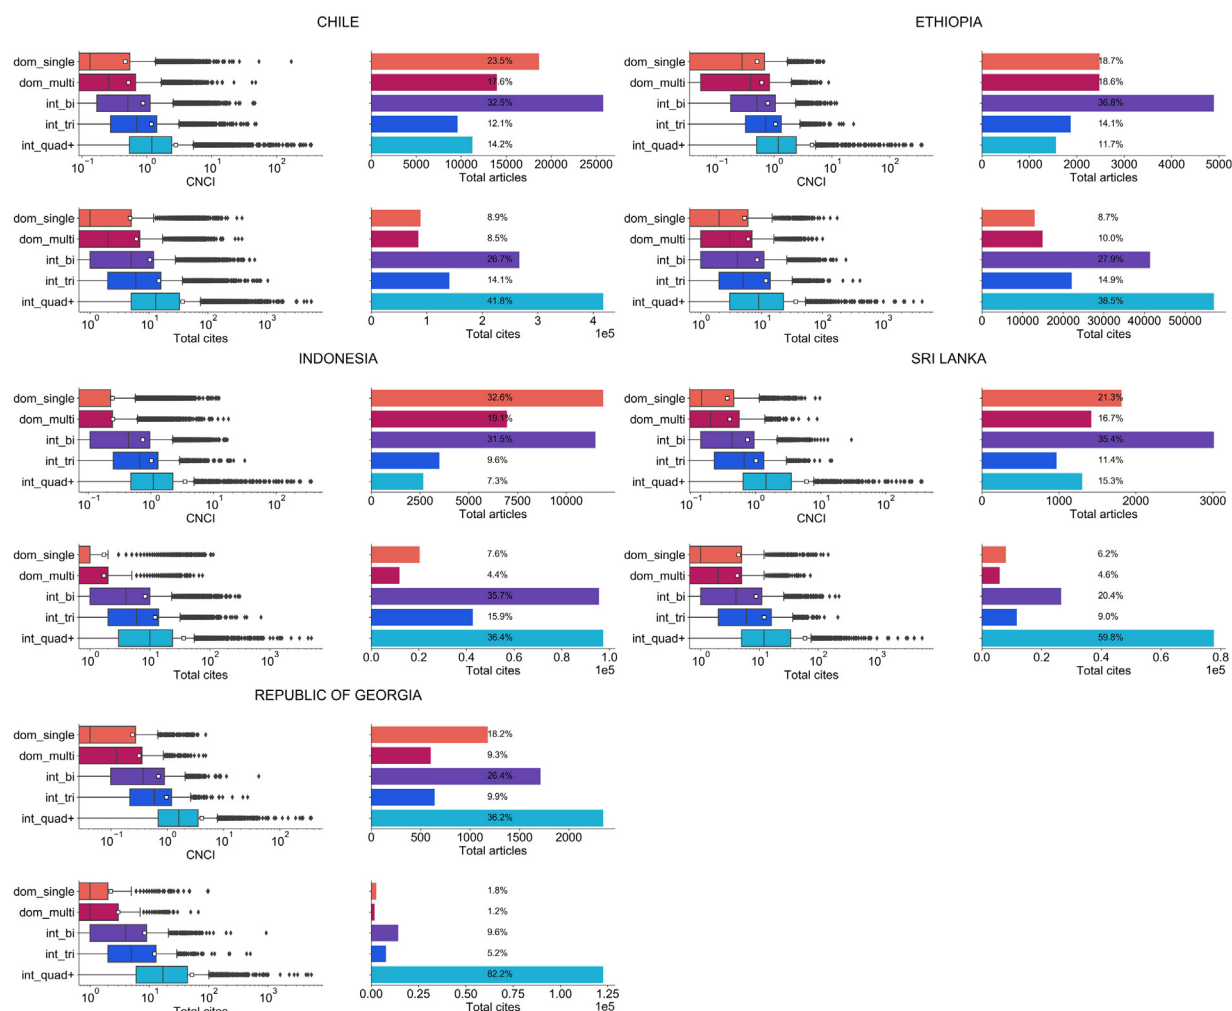 CHILE
dom_single
dom_multi
int_bi
int_tri
int_quad+
10⁻¹ 10⁰ 10¹ 10²
CNCI
23.5%
17.6%
32.5%
12.1%
14.2%
0 5000 10000 15000 20000 25000
Total articles
dom_single
dom_multi
int_bi
int_tri
int_quad+
10⁰ 10¹ 10² 10³
Total cites
8.9%
8.5%
26.7%
14.1%
41.8%
0 1 2 3 4
1e5
Total cites
ETHIOPIA
dom_single
dom_multi
int_bi
int_tri
int_quad+
10⁻¹ 10⁰ 10¹ 10²
CNCI
18.7%
18.6%
36.8%
14.1%
11.7%
0 1000 2000 3000 4000 5000
Total articles
dom_single
dom_multi
int_bi
int_tri
int_quad+
10⁰ 10¹ 10² 10³
Total cites
8.7%
10.0%
27.9%
14.9%
38.5%
0 10000 20000 30000 40000 50000
Total cites
INDONESIA
dom_single
dom_multi
int_bi
int_tri
int_quad+
10⁻¹ 10⁰ 10¹ 10²
CNCI
32.6%
19.1%
31.5%
9.6%
7.3%
0 2500 5000 7500 10000
Total articles
dom_single
dom_multi
int_bi
int_tri
int_quad+
10⁰ 10¹ 10² 10³
Total cites
7.6%
4.4%
35.7%
15.9%
36.4%
0.0 0.2 0.4 0.6 0.8 1.0
1e5
Total cites
SRI LANKA
dom_single
dom_multi
int_bi
int_tri
int_quad+
10⁻¹ 10⁰ 10¹ 10²
CNCI
21.3%
16.7%
35.4%
11.4%
15.3%
0 1000 2000 3000
Total articles
dom_single
dom_multi
int_bi
int_tri
int_quad+
10⁰ 10¹ 10² 10³
Total cites
6.2%
4.6%
20.4%
9.0%
59.8%
0.0 0.2 0.4 0.6 0.8
1e5
Total cites
REPUBLIC OF GEORGIA
dom_single
dom_multi
int_bi
int_tri
int_quad+
10⁻¹ 10⁰ 10¹ 10²
CNCI
18.2%
9.3%
26.4%
9.9%
36.2%
0 500 1000 1500 2000
Total articles
dom_single
dom_multi
int_bi
int_tri
int_quad+
10⁰ 10¹ 10² 10³
Total cites
1.8%
1.2%
9.6%
5.2%
82.2%
0.00 0.25 0.50 0.75 1.00 1.25
1e5
Total cites